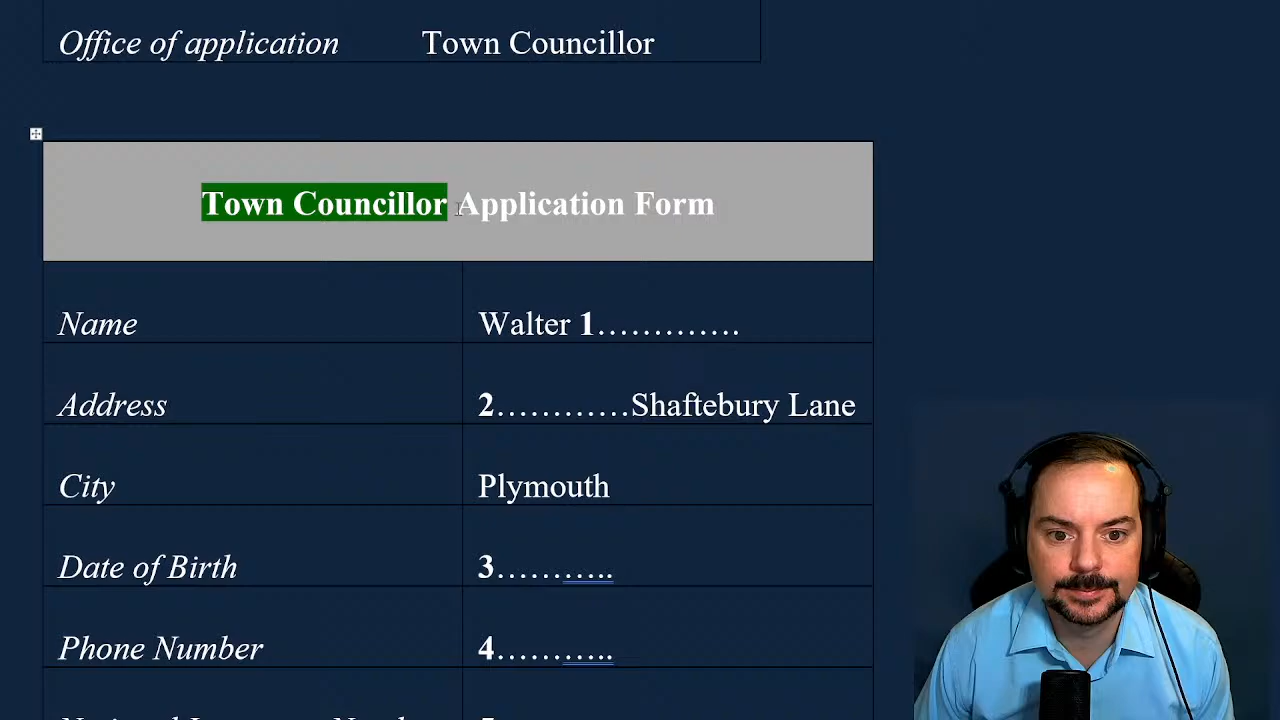 Office of application Town Councillor
Town Councillor Application Form
Name Walter 1………….
Address 2…………Shaftebury Lane
City Plymouth
Date of Birth 3………..
Phone Number 4………..